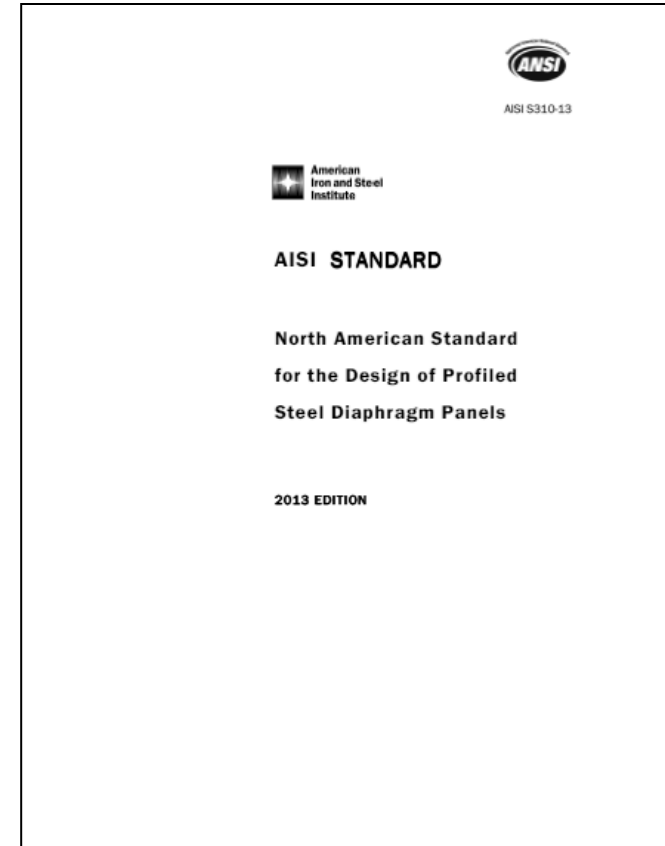 ANSI
AISI S310-13
American
Iron and Steel
Institute
AISI STANDARD
North American Standard
for the Design of Profiled
Steel Diaphragm Panels
2013 EDITION